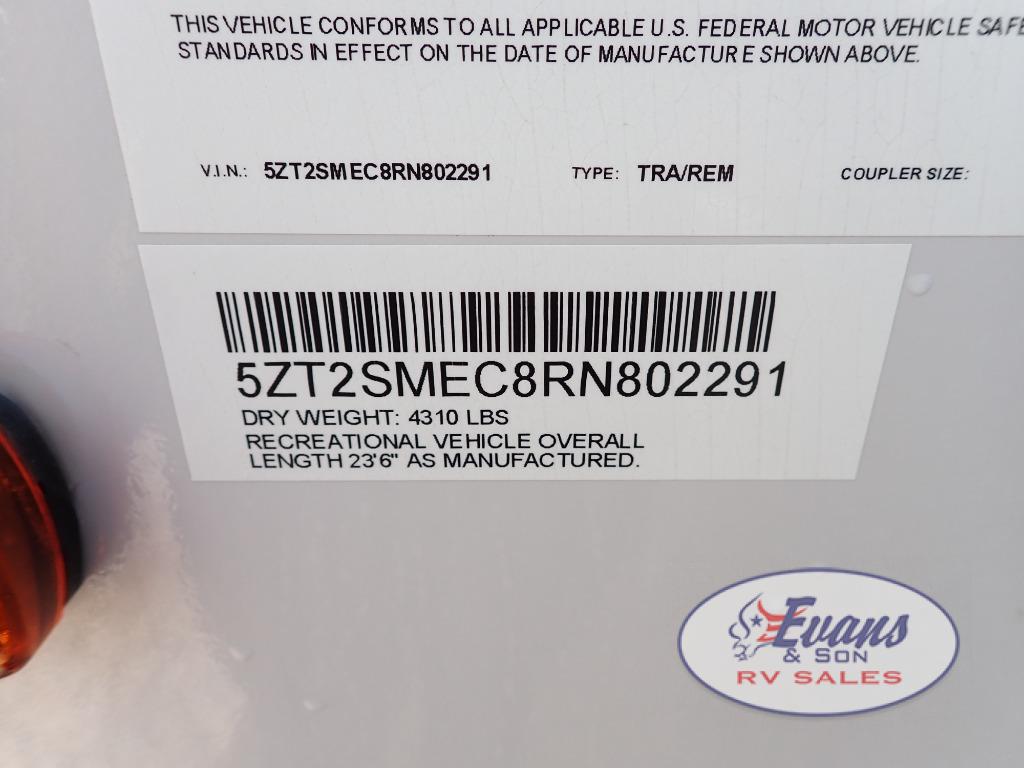 THIS VEHICLE CONFORMS TO ALL APPLICABLE U.S. FEDERAL MOTOR VEHICLE
STANDARDS IN EFFECT ON THE DATE OF MANUFACTURE SHOWN ABOVE.
V.I.N.: 5ZT2SMEC8RN802291 TYPE: TRA/REM COUPLER SIZE:
5ZT2SMEC8RN802291
DRY WEIGHT: 4310 LBS
RECREATIONAL VEHICLE OVERALL
LENGTH 23'6" AS MANUFACTURED.
Evans
& SON
RV SALES